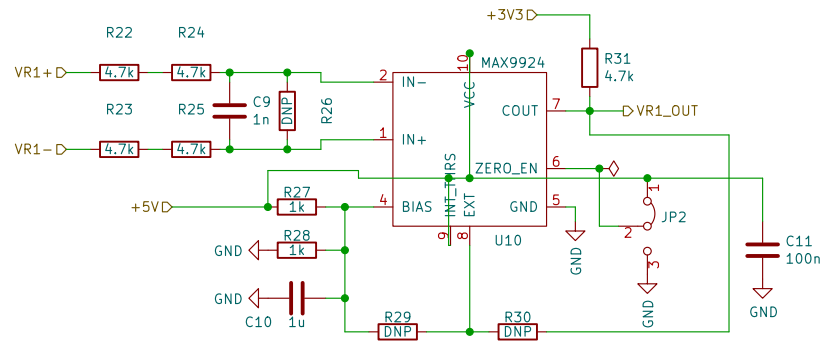 +3V3
R22
R24
MAX9924
R31
4.7k
VR1+
4.7k
4.7k
10
VCC
2
IN-
C9
1n
DNP
R26
COUT
7
VR1_OUT
R23
R25
VR1-
4.7k
4.7k
1
IN+
INT_THRS
ZERO_EN
6
R27
1k
+5V
4
BIAS
EXT
GND
5
1
JP2
2
3
9
8
U10
R28
1k
GND
GND
C11
100n
GND
C10
1u
GND
GND
R29
DNP
R30
DNP